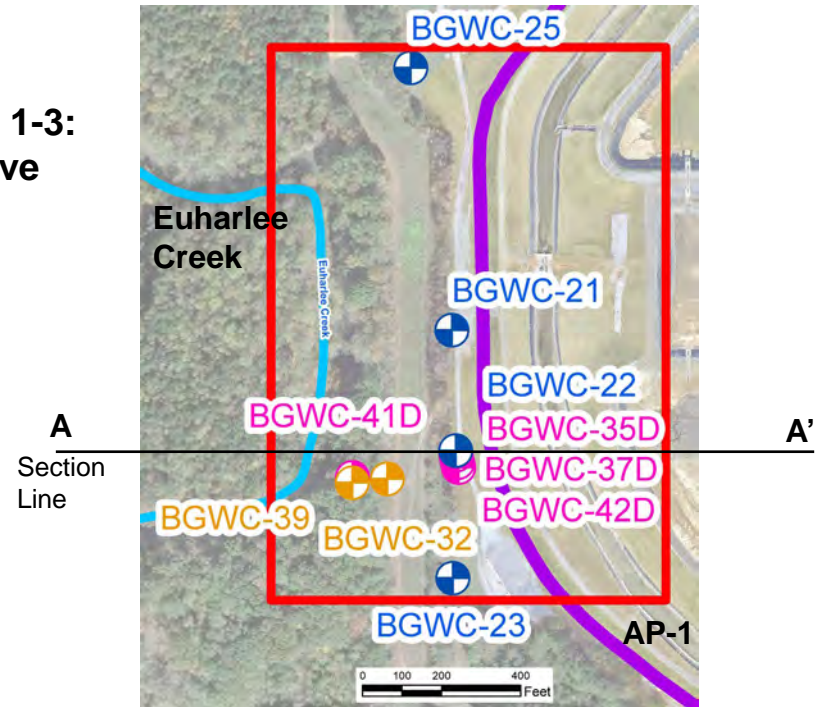 BGWC-25
1-3:
ve
Euharlee
Creek
Euharlee Creek
BGWC-21
BGWC-22
BGWC-41D
BGWC-35D
A
A'
Section
Line
BGWC-37D
BGWC-39
BGWC-42D
BGWC-32
BGWC-23
AP-1
0 100 200 400
Feet